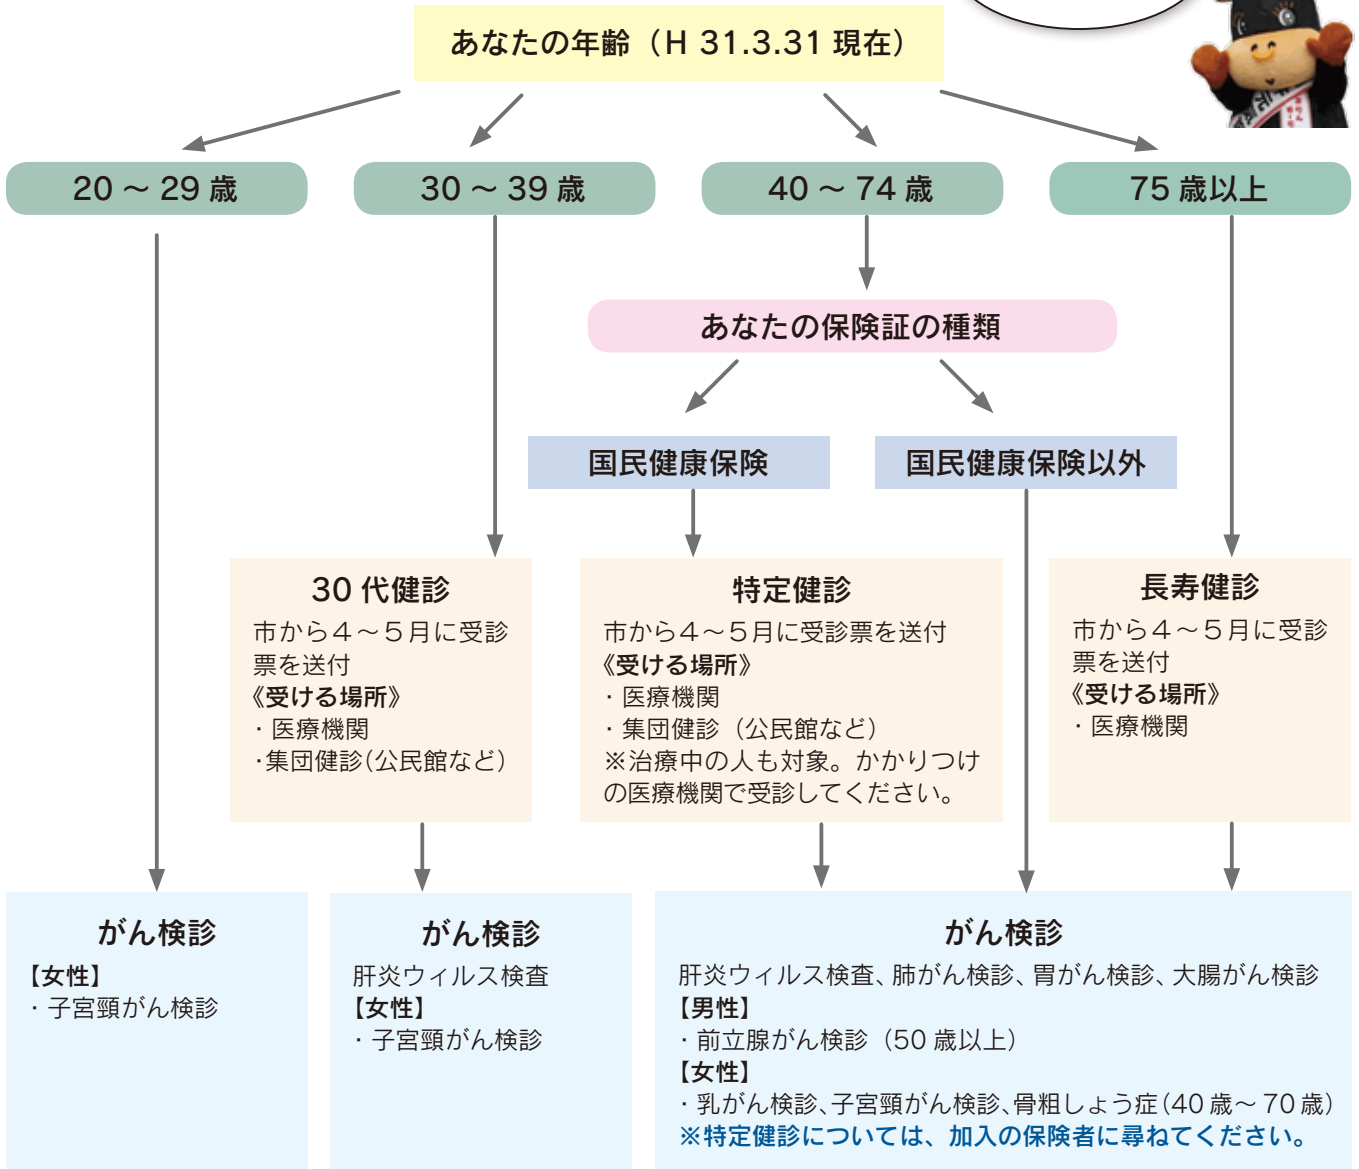 あなたの年齢（H 31.3.31 現在）
20 ～ 29 歳
30 ～ 39 歳
40 ～ 74 歳
75 歳以上
あなたの保険証の種類
国民健康保険
国民健康保険以外
30 代健診
市から４～５月に受診
票を送付
《受ける場所》
・医療機関
・集団健診（公民館など）
特定健診
市から４～５月に受診票を送付
《受ける場所》
・医療機関
・集団健診（公民館など）
※治療中の人も対象。かかりつけ
の医療機関で受診してください。
長寿健診
市から４～５月に受診
票を送付
《受ける場所》
・医療機関
がん検診
【女性】
・子宮頸がん検診
がん検診
肝炎ウィルス検査
【女性】
・子宮頸がん検診
がん検診
肝炎ウィルス検査、肺がん検診、胃がん検診、大腸がん検診
【男性】
・前立腺がん検診（50 歳以上）
【女性】
・乳がん検診、子宮頸がん検診、骨粗しょう症（40 歳～ 70 歳）
※特定健診については、加入の保険者に尋ねてください。